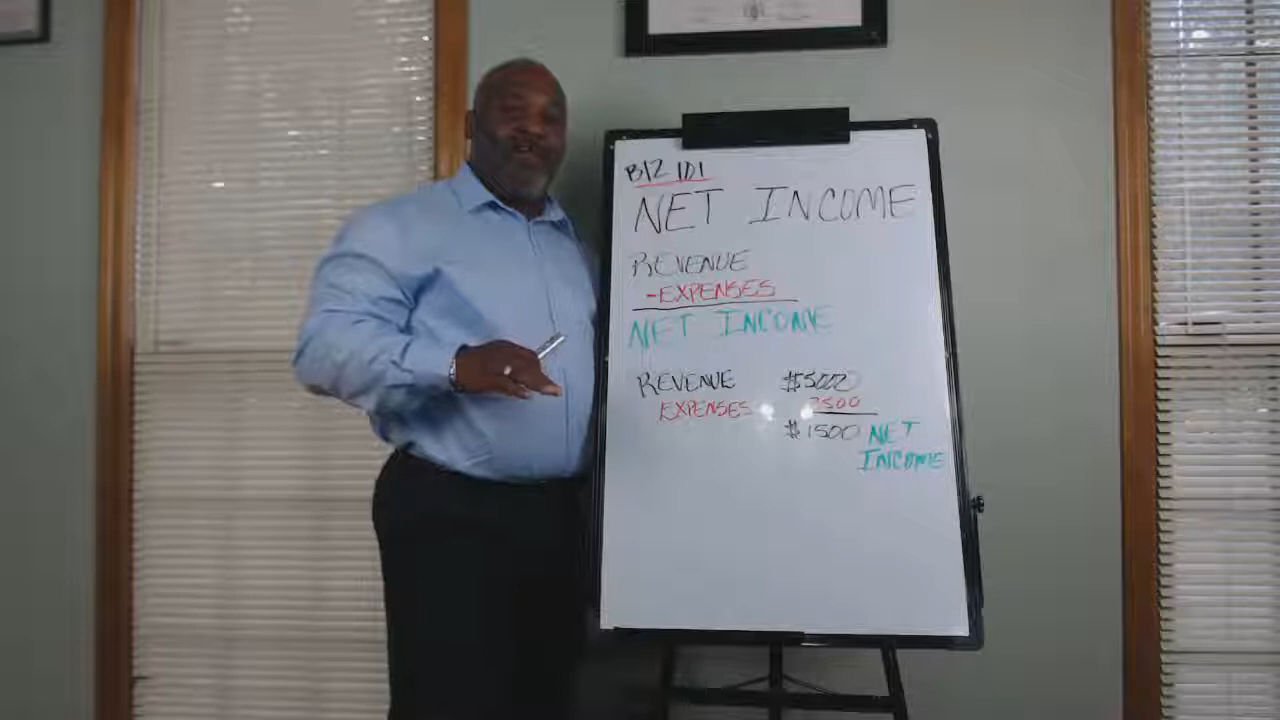 BIZ 101
NET INCOME
REVENUE
-EXPENSES
NET INCOME
REVENUE $5000
EXPENSES 3500
$1500 NET
INCOME